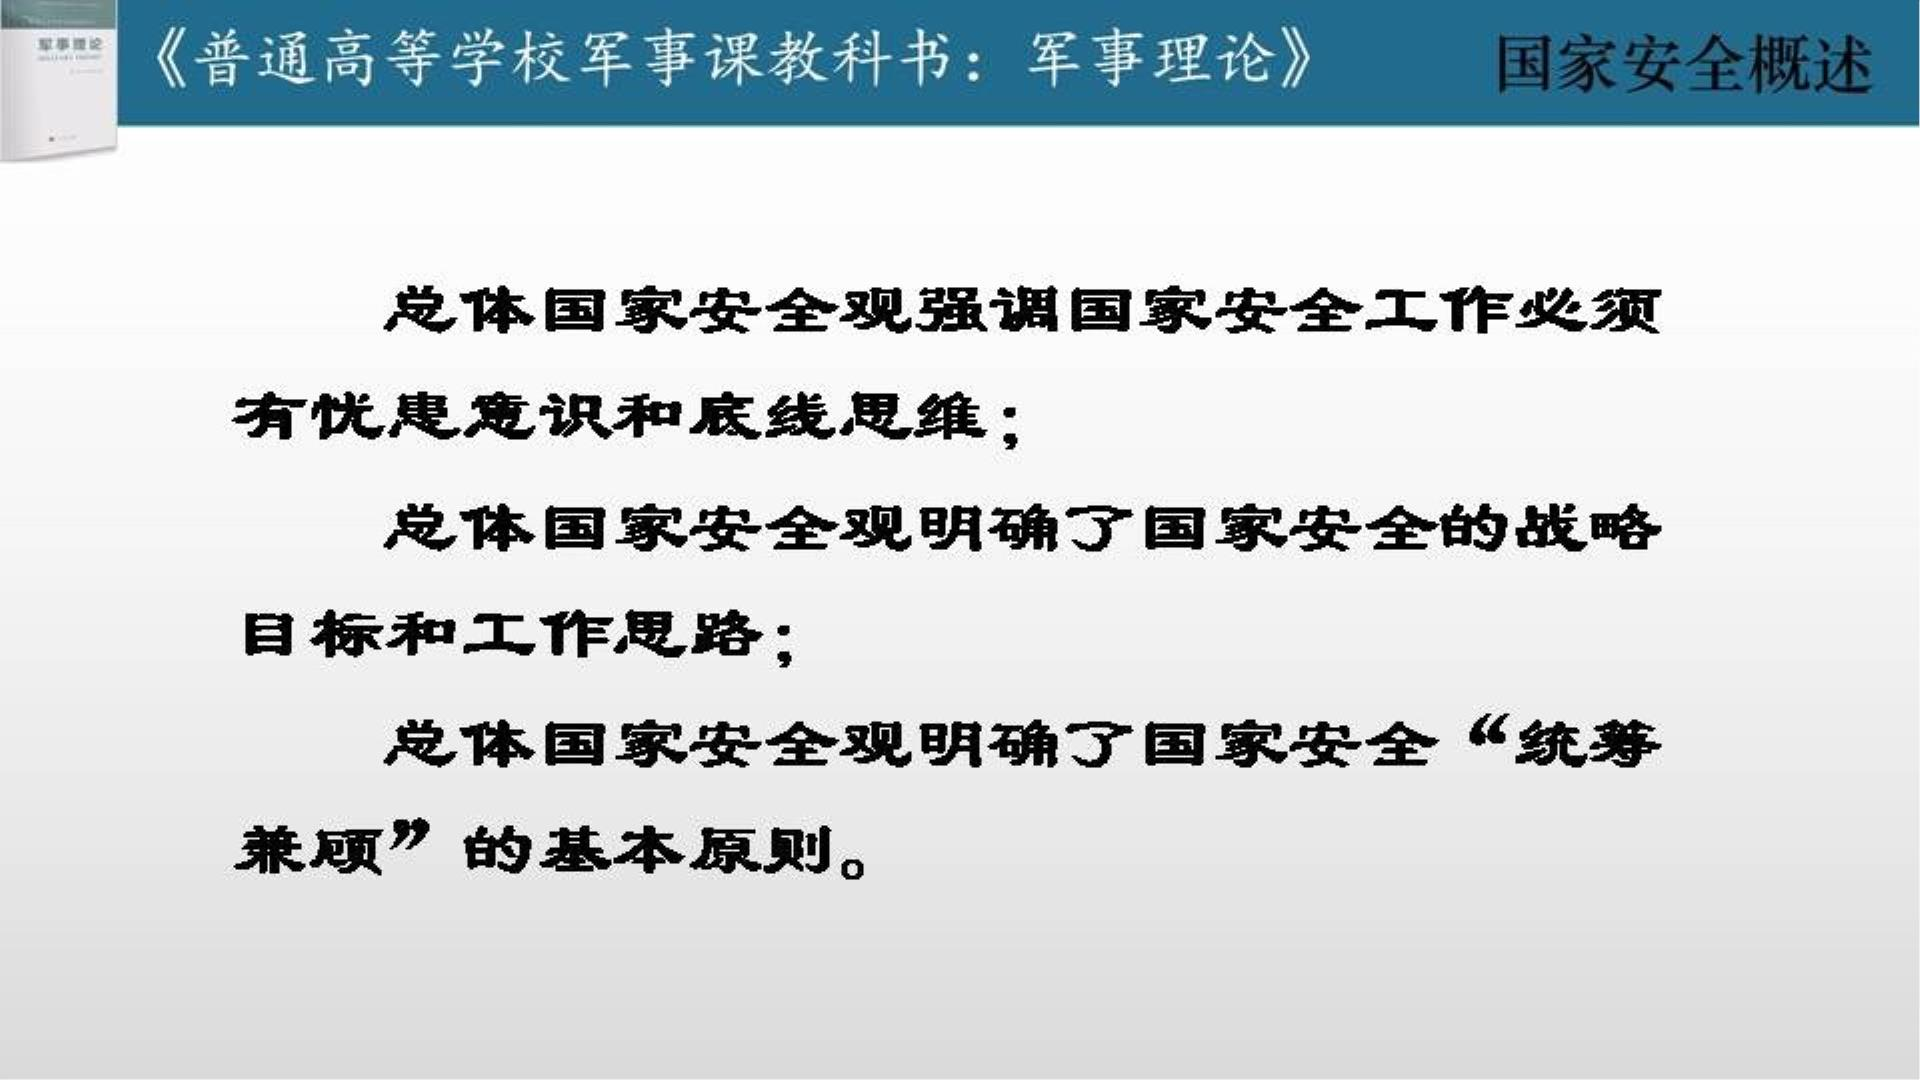 军事理论
《普通高等学校军事课教科书：军事理论》
国家安全概述
总体国家安全观强调国家安全工作必须
有忧患意识和底线思维；
总体国家安全观明确了国家安全的战略
目标和工作思路；
总体国家安全观明确了国家安全“统筹
兼顾”的基本原则。